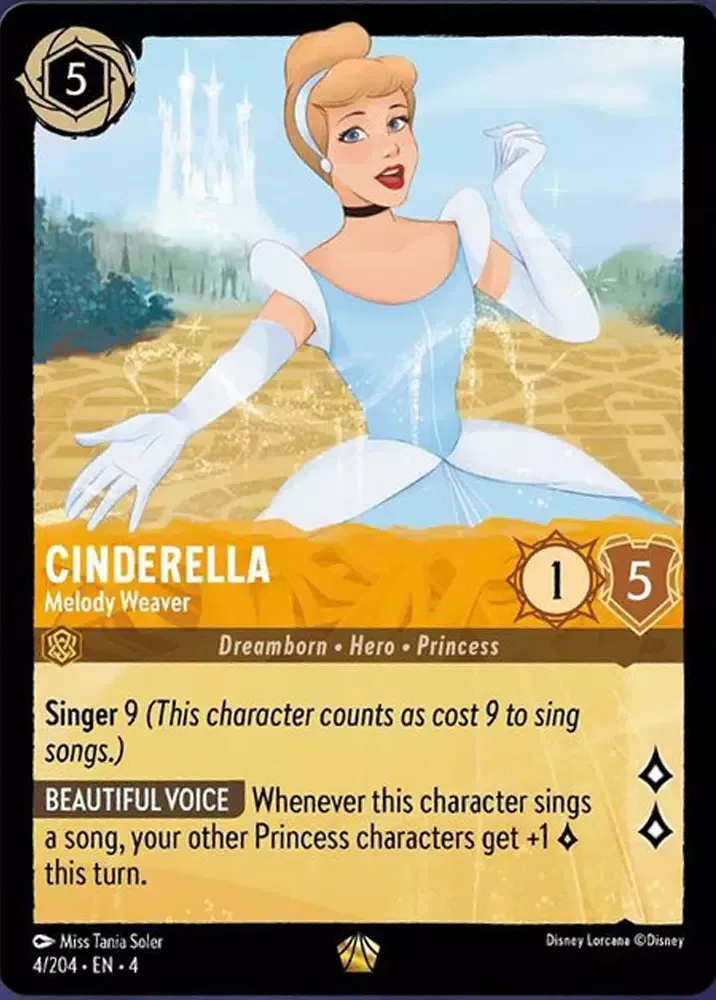 5
CINDERELLA
Melody Weaver
1
5
Dreamborn • Hero • Princess
Singer 9 (This character counts as cost 9 to sing
songs.)
BEAUTIFUL VOICE Whenever this character sings
a song, your other Princess characters get +1
this turn.
Miss Tania Soler
Disney Lorcana ©Disney
4/204 • EN • 4